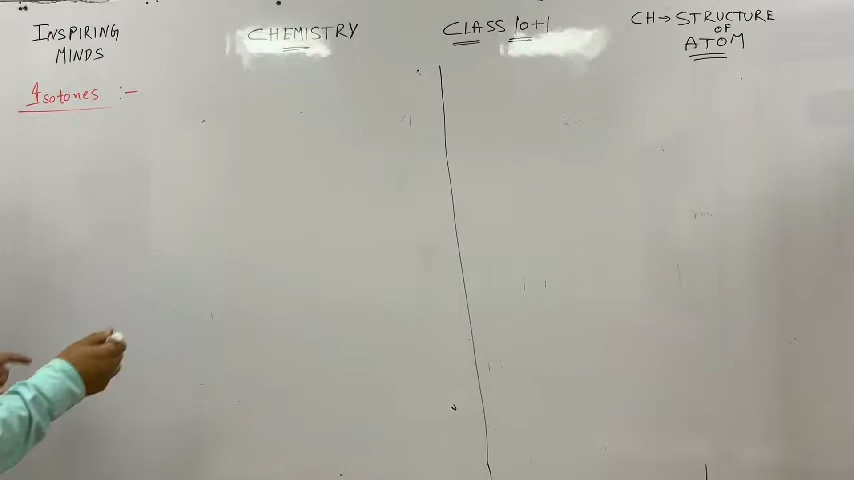 INSPIRING
MINDS
CHEMISTRY
CLASS 10+1
CH→ STRUCTURE
OF
ATOM
Isotones :-